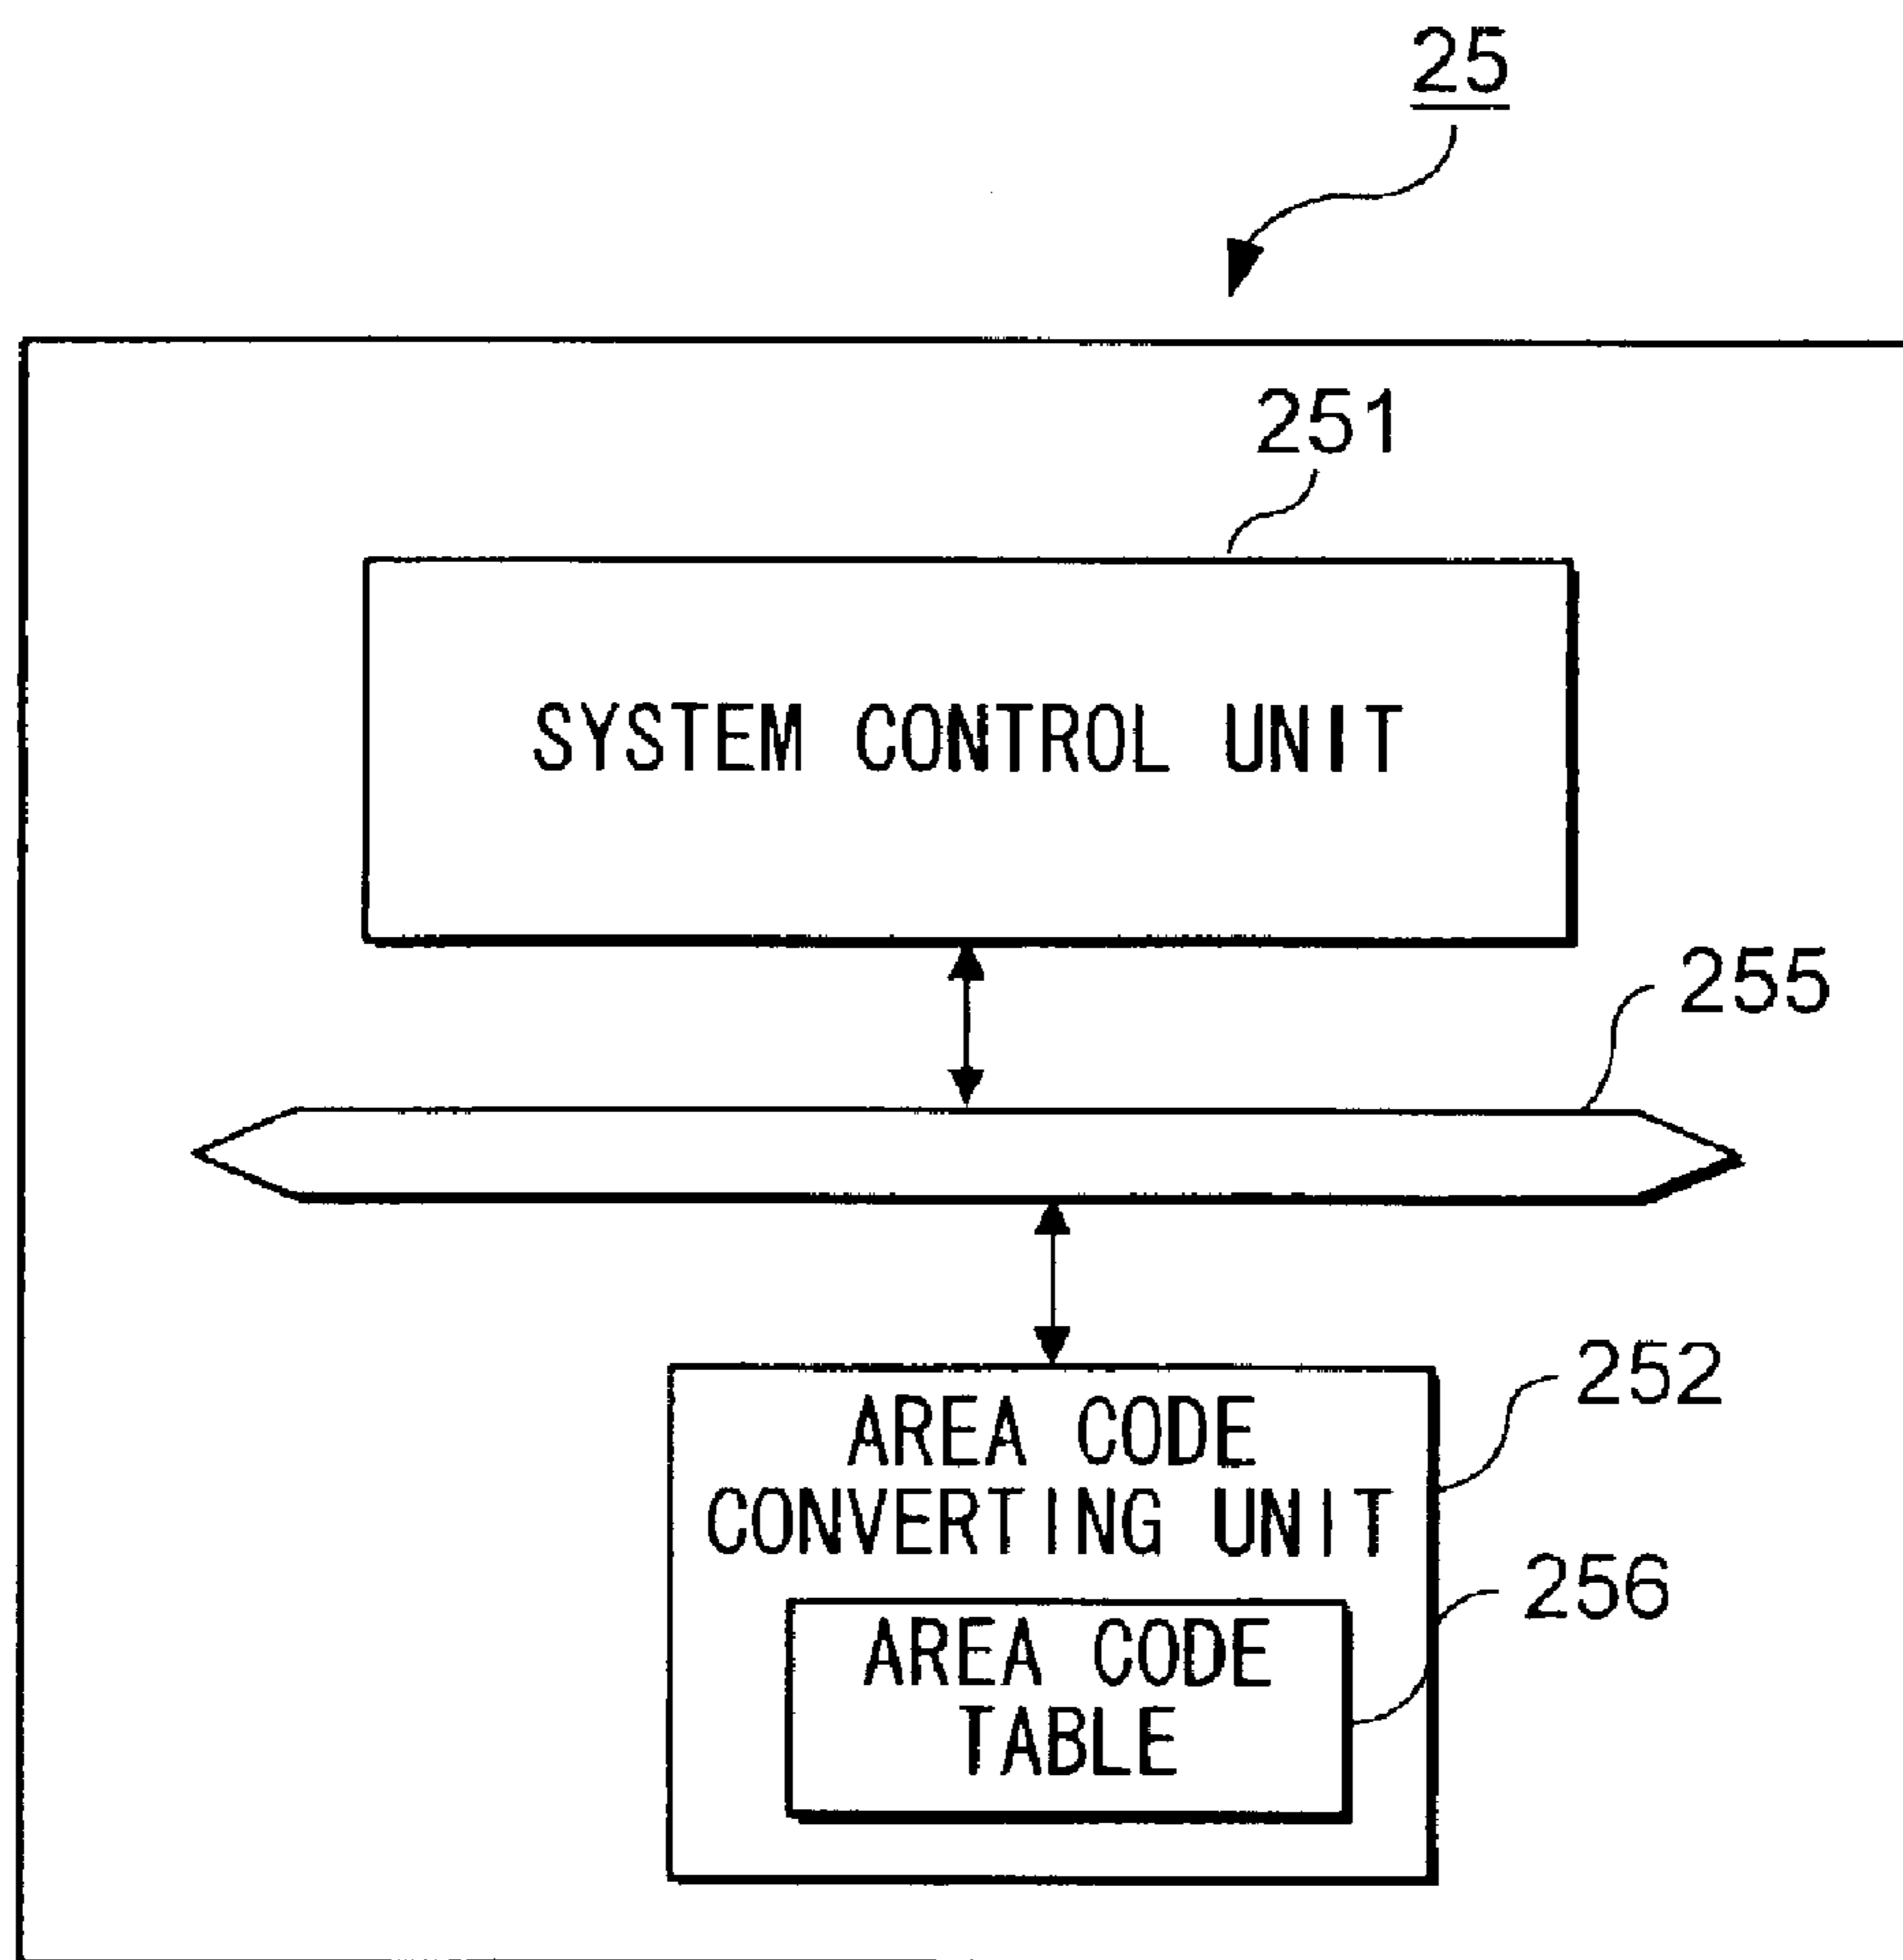 25
251
SYSTEM CONTROL UNIT
255
252
AREA CODE
CONVERTING UNIT
256
AREA CODE
TABLE